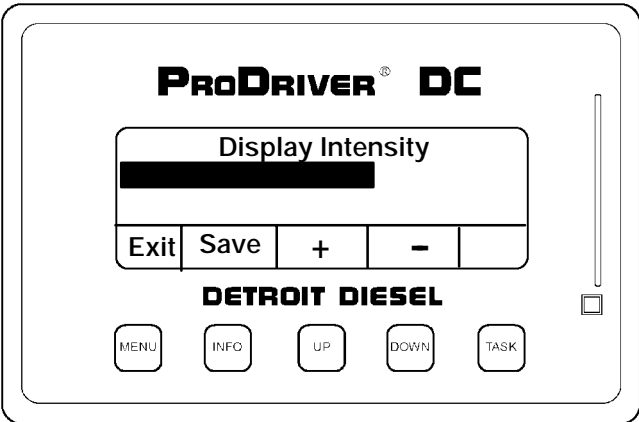 PRODRIVER® DC
Display Intensity
Exit Save + -
DETROIT DIESEL
MENU INFO UP DOWN TASK